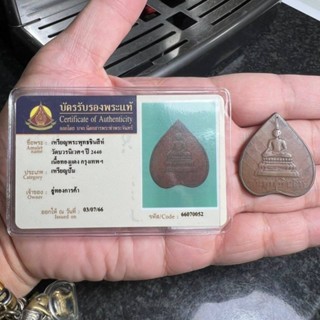 บัตรรับรองพระแท้
Certificate of Authenticity
ชื่อพระ : เหรียญพระพุทธชินสีห์
Amulet name วัดบวรนิเวศฯ ปี 2440
เนื้อทองแดง กรุงเทพฯ
ประเภท : เหรียญปั๊ม
Category
เจ้าของ : อู๋ทองการค้า
Owner
ออกให้ ณ วันที่ : 03/07/66
Issued on
รหัส/Code : 66070052